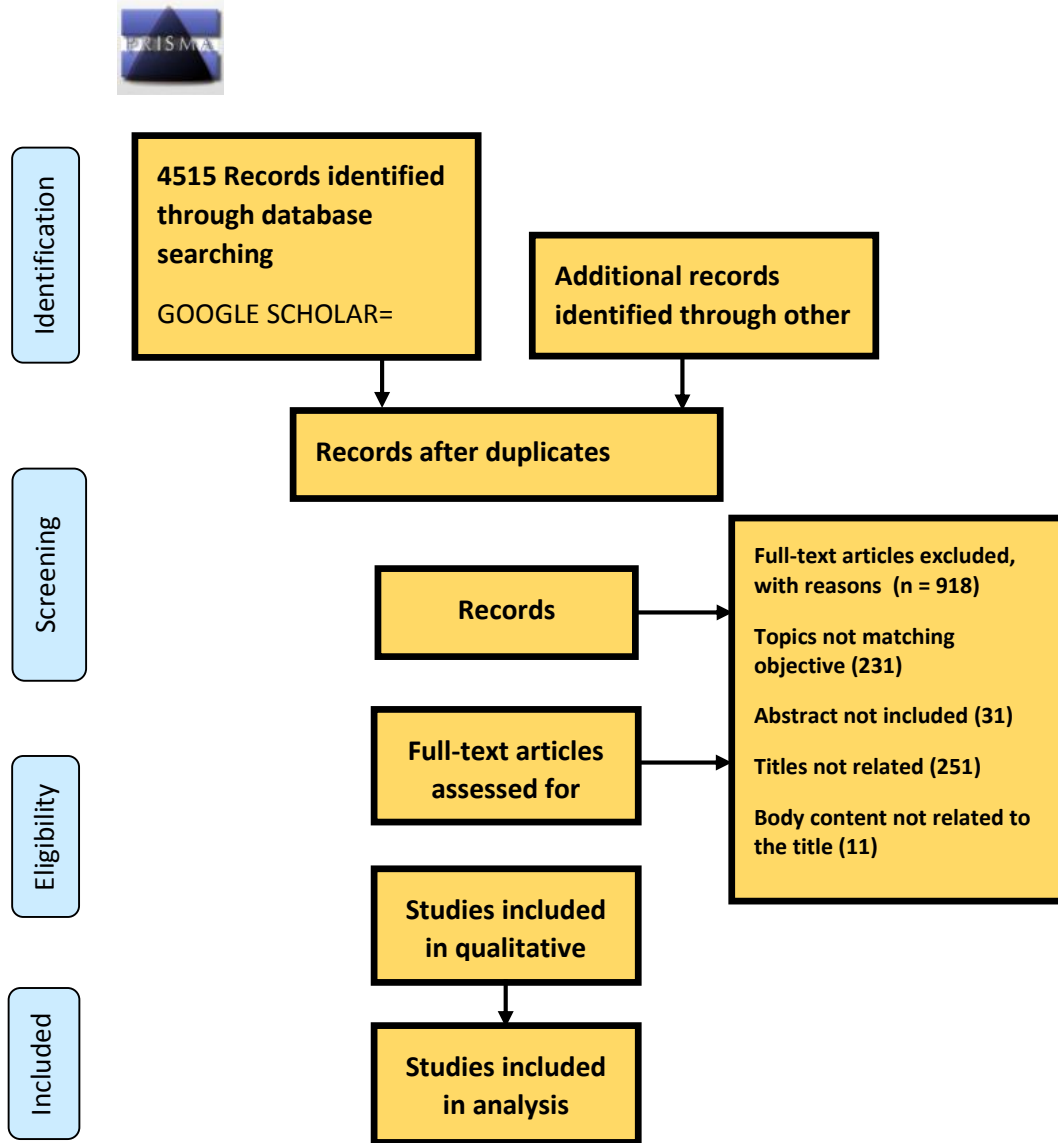 PRISMA
Identification
4515 Records identified
through database
searching
GOOGLE SCHOLAR=
Additional records
identified through other
Records after duplicates
Screening
Records
Full-text articles excluded,
with reasons  (n = 918)
Topics not matching
objective (231)
Abstract not included (31)
Titles not related (251)
Body content not related to
the title (11)
Eligibility
Full-text articles
assessed for
Studies included
in qualitative
Included
Studies included
in analysis